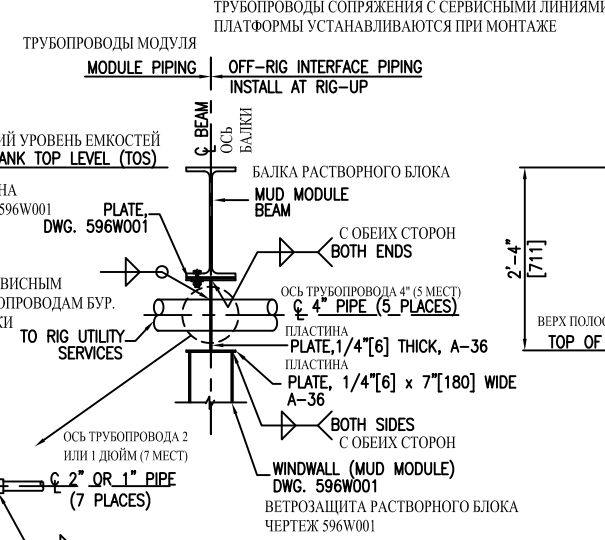 ТРУБОПРОВОДЫ СОПРЯЖЕНИЯ С СЕРВИСНЫМИ ЛИНИЯМИ
ПЛАТФОРМЫ УСТАНАВЛИВАЮТСЯ ПРИ МОНТАЖЕ
ТРУБОПРОВОДЫ МОДУЛЯ
MODULE PIPING
OFF-RIG INTERFACE PIPING
INSTALL AT RIG-UP
℄ BEAM
ОСЬ
БАЛКИ
УРОВЕНЬ ЕМКОСТЕЙ
TOP LEVEL (TOS)
БАЛКА РАСТВОРНОГО БЛОКА
MUD MODULE
BEAM
596W001
PLATE,
DWG. 596W001
С ОБЕИХ СТОРОН
BOTH ENDS
2'-4"
[711]
БУР.
ОСЬ ТРУБОПРОВОДА 4" (5 МЕСТ)
℄ 4" PIPE (5 PLACES)
TO RIG UTILITY
SERVICES
ПЛАСТИНА
PLATE,1/4"[6] THICK, A-36
ВЕРХ
TOP OF
ПЛАСТИНА
PLATE, 1/4"[6] x 7"[180] WIDE
A-36
BOTH SIDES
С ОБЕИХ СТОРОН
ОСЬ ТРУБОПРОВОДА 2
ИЛИ 1 ДЮЙМ (7 МЕСТ)
℄ 2" OR 1" PIPE
(7 PLACES)
WINDWALL (MUD MODULE)
DWG. 596W001
ВЕТРОЗАЩИТА РАСТВОРНОГО БЛОКА
ЧЕРТЕЖ 596W001